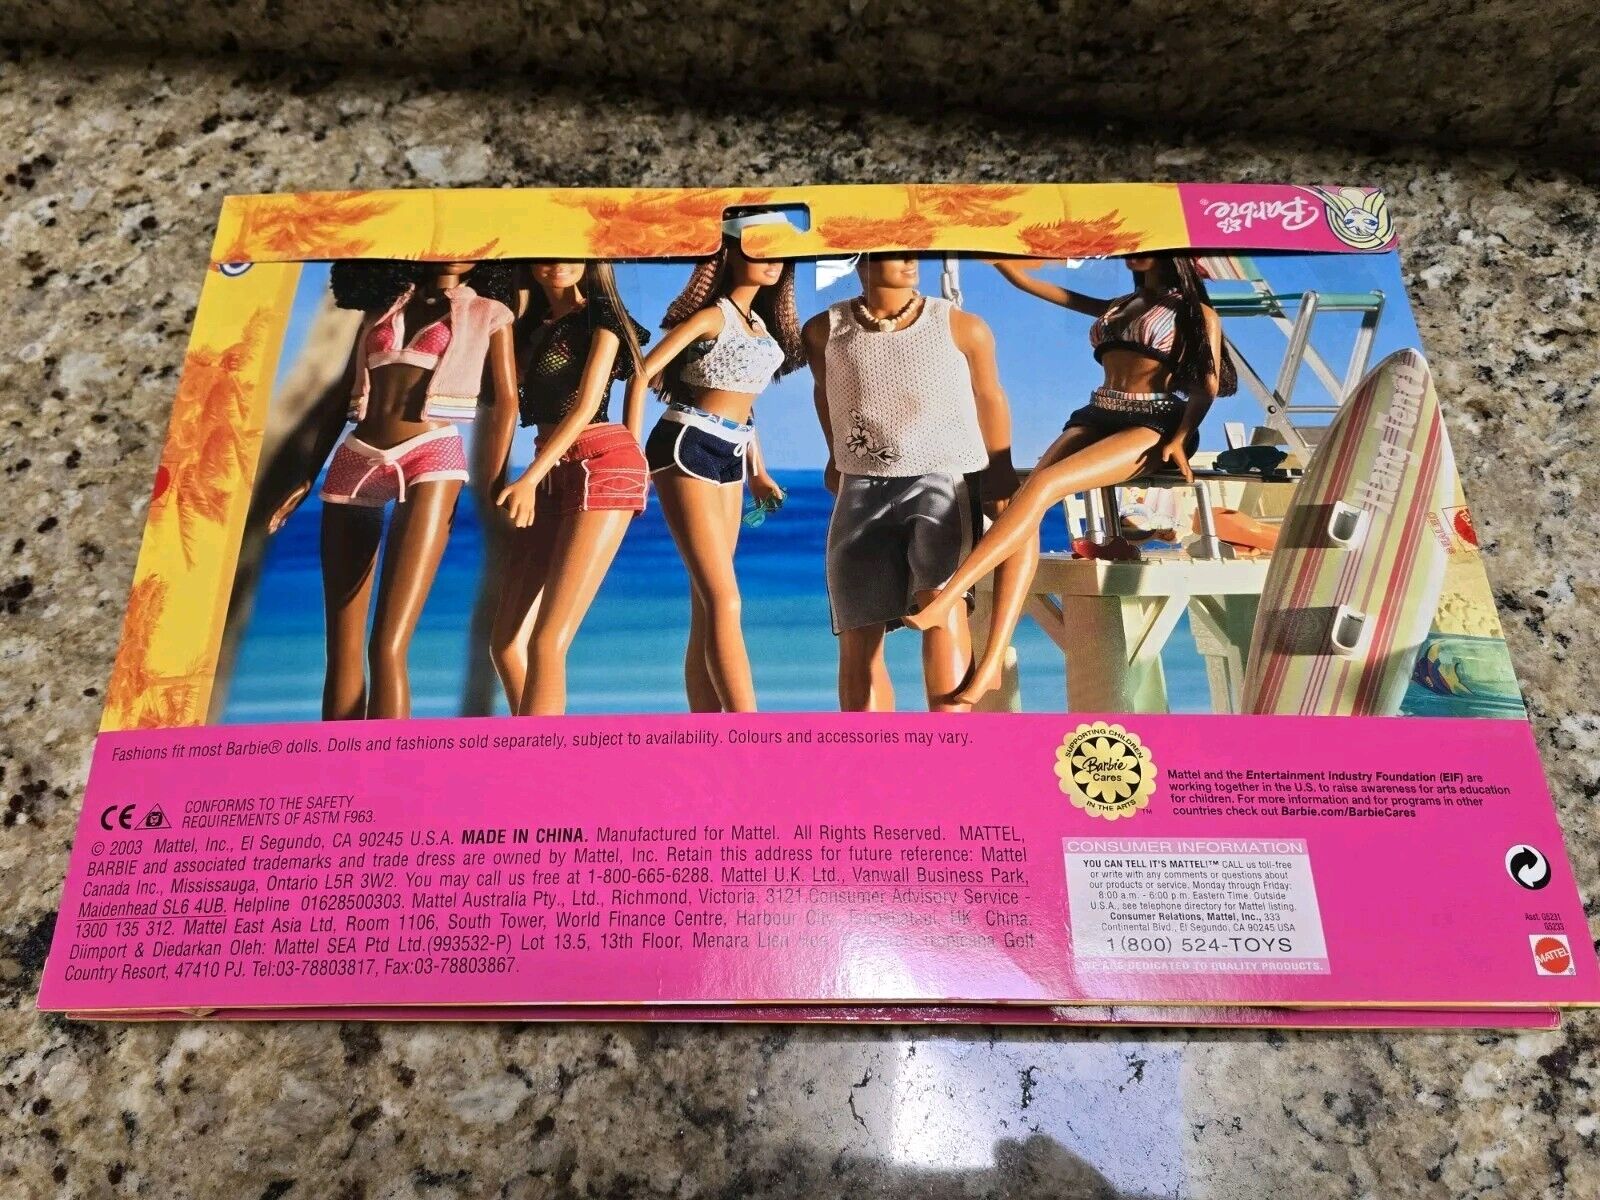 Barbie®
Hang-ten
Fashions fit most Barbie® dolls. Dolls and fashions sold separately, subject to availability. Colours and accessories may vary.
SUPPORTING CHILDREN
Barbie
Cares
IN THE ARTS
TM
Mattel and the Entertainment Industry Foundation (EIF) are
working together in the U.S. to raise awareness for arts education
for children. For more information and for programs in other
countries check out Barbie.com/BarbieCares
CE
CONFORMS TO THE SAFETY
REQUIREMENTS OF ASTM F963.
© 2003 Mattel, Inc., El Segundo, CA 90245 U.S.A. MADE IN CHINA. Manufactured for Mattel. All Rights Reserved. MATTEL,
BARBIE and associated trademarks and trade dress are owned by Mattel, Inc. Retain this address for future reference: Mattel
Canada Inc., Mississauga, Ontario L5R 3W2. You may call us free at 1-800-665-6288. Mattel U.K. Ltd., Vanwall Business Park,
Maidenhead SL6 4UB. Helpline 01628500303. Mattel Australia Pty., Ltd., Richmond, Victoria. 3121.Consumer Advisory Service -
1300 135 312. Mattel East Asia Ltd, Room 1106, South Tower, World Finance Centre, Harbour City, HK, China.
Diimport & Diedarkan Oleh: Mattel SEA Ptd Ltd.(993532-P) Lot 13.5, 13th Floor, Menara Lien Hoe, Tropicana Golf
Country Resort, 47410 PJ. Tel:03-78803817, Fax:03-78803867.
CONSUMER INFORMATION
YOU CAN TELL IT'S MATTEL!™ CALL us toll-free
or write with any comments or questions about
our products or service. Monday through Friday:
8:00 a.m. - 6:00 p.m. Eastern Time. Outside
U.S.A., see telephone directory for Mattel listing.
Consumer Relations, Mattel, Inc., 333
Continental Blvd., El Segundo, CA 90245 USA
1 (800) 524-TOYS
WE ARE DEDICATED TO QUALITY PRODUCTS.
Asst. G5231
G5233
MATTEL
®